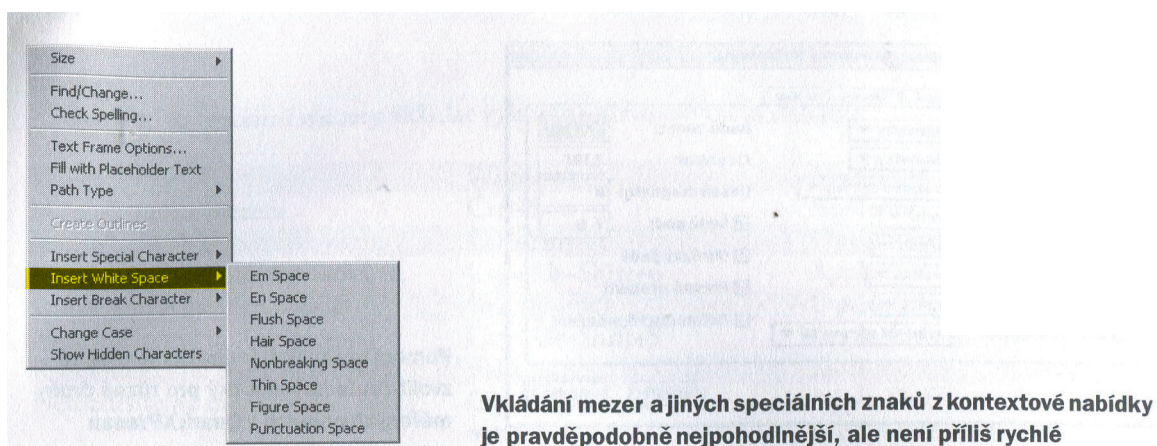 Size
Find/Change...
Check Spelling...
Text Frame Options...
Fill with Placeholder Text
Path Type
Create Outlines
Insert Special Character
Insert White Space
Insert Break Character
Change Case
Show Hidden Characters
Em Space
En Space
Flush Space
Hair Space
Nonbreaking Space
Thin Space
Figure Space
Punctuation Space
Vkládání mezer a jiných speciálních znaků z kontextové nabídky
je pravděpodobně nejpohodlnější, ale není příliš rychlé